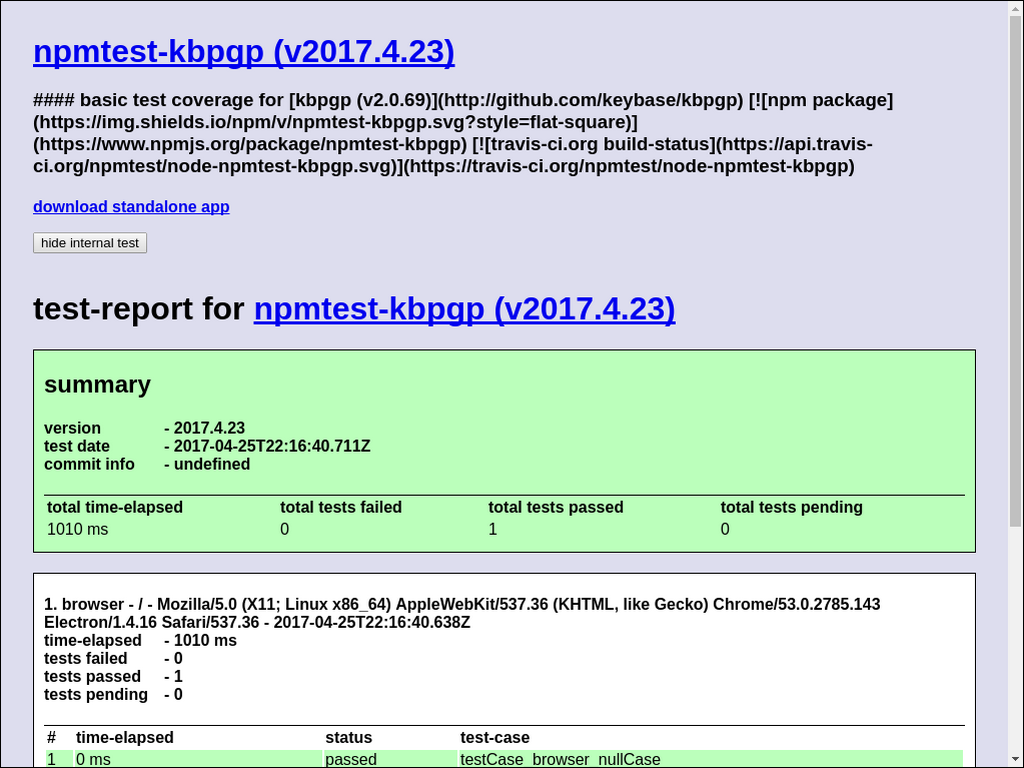 npmtest-kbpgp (v2017.4.23)
#### basic test coverage for [kbpgp (v2.0.69)](http://github.com/keybase/kbpgp) [![npm package]
(https://img.shields.io/npm/v/npmtest-kbpgp.svg?style=flat-square)]
(https://www.npmjs.org/package/npmtest-kbpgp) [![travis-ci.org build-status](https://api.travis-
ci.org/npmtest/node-npmtest-kbpgp.svg)](https://travis-ci.org/npmtest/node-npmtest-kbpgp)
download standalone app
hide internal test
test-report for npmtest-kbpgp (v2017.4.23)
summary
version - 2017.4.23
test date - 2017-04-25T22:16:40.711Z
commit info - undefined
total time-elapsed total tests failed total tests passed total tests pending
1010 ms 0 1 0
1. browser - / - Mozilla/5.0 (X11; Linux x86_64) AppleWebKit/537.36 (KHTML, like Gecko) Chrome/53.0.2785.143
Electron/1.4.16 Safari/537.36 - 2017-04-25T22:16:40.638Z
time-elapsed - 1010 ms
tests failed - 0
tests passed - 1
tests pending - 0
# time-elapsed status test-case
1 0 ms passed testCase_browser_nullCase